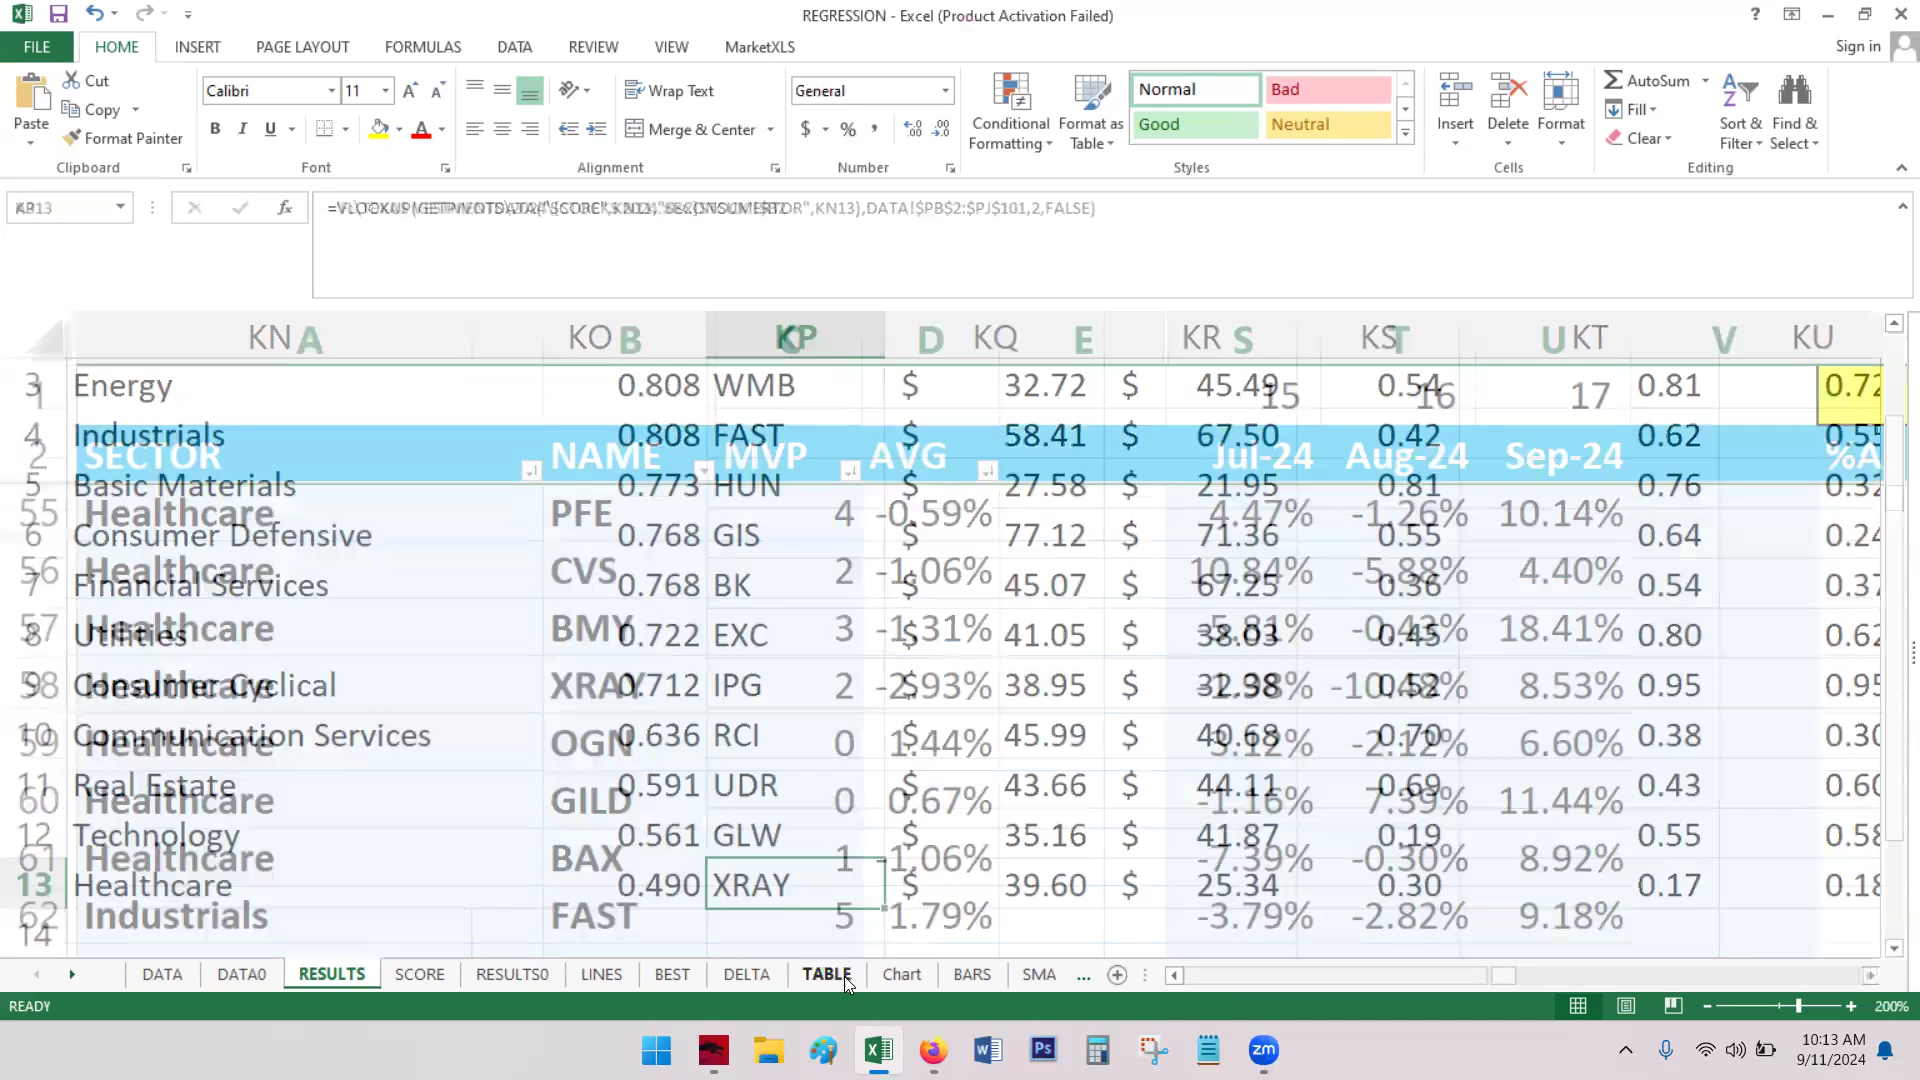 REGRESSION - Excel (Product Activation Failed)
FILE HOME INSERT PAGE LAYOUT FORMULAS DATA REVIEW VIEW MarketXLS Sign in
Cut
Copy
Format Painter
Paste
Clipboard
Calibri 11
B I U
Font
Wrap Text
Merge & Center
Alignment
General
$ % ,
Number
Conditional Formatting
Format as Table
Normal Bad
Good Neutral
Styles
Insert Delete Format
Cells
AutoSum
Fill
Clear
Sort & Filter
Find & Select
Editing
,KN13),DATA!$PB$2:$PJ$101,2,FALSE)
KN KO KP KQ KR KS KT KU
A B D E S T U V
3 Energy 0.808 WMB $ 32.72 $ 45.49 0.54 0.81 0.72
1 15 16 17
4 Industrials 0.808 FAST $ 58.41 $ 67.50 0.42 0.62 0.55
2 SECTOR NAME MVP AVG Jul-24 Aug-24 Sep-24 %A
5 Basic Materials 0.773 HUN $ 27.58 $ 21.95 0.81 0.76 0.32
55 Healthcare PFE 4 -0.59% 4.47% -1.26% 10.14%
6 Consumer Defensive 0.768 GIS $ 77.12 $ 71.36 0.55 0.64 0.24
56 Healthcare CVS 2 -1.06% 10.84% -5.88% 4.40%
7 Financial Services 0.768 BK $ 45.07 $ 67.25 0.36 0.54 0.37
57 Healthcare BMY 3 -1.31% -0.43% 18.41%
8 Utilities 0.722 EXC $ 41.05 $ 38.03 0.45 0.80 0.62
58 Healthcare XRAY 2 -2.93% 8.53%
9 Consumer Cyclical 0.712 IPG $ 38.95 $ 32.38 0.52 0.95 0.95
59 Healthcare OGN 0 1.44% -2.12% 6.60%
10 Communication Services 0.636 RCI $ 45.99 $ 40.68 0.70 0.38 0.30
60 Healthcare GILD 0 0.67% -1.16% 7.39% 11.44%
11 Real Estate 0.591 UDR $ 43.66 $ 44.11 0.69 0.43 0.60
61 Healthcare BAX 1 -1.06% -7.39% -0.30% 8.92%
12 Technology 0.561 GLW $ 35.16 $ 41.87 0.19 0.55 0.58
62 Industrials FAST 5 1.79% -3.79% -2.82% 9.18%
13 Healthcare 0.490 XRAY $ 39.60 $ 25.34 0.30 0.17 0.18
14
DATA DATA0 RESULTS SCORE RESULTS0 LINES BEST DELTA TABLE Chart BARS SMA ...
READY 200%
Ps zm
10:13 AM
9/11/2024